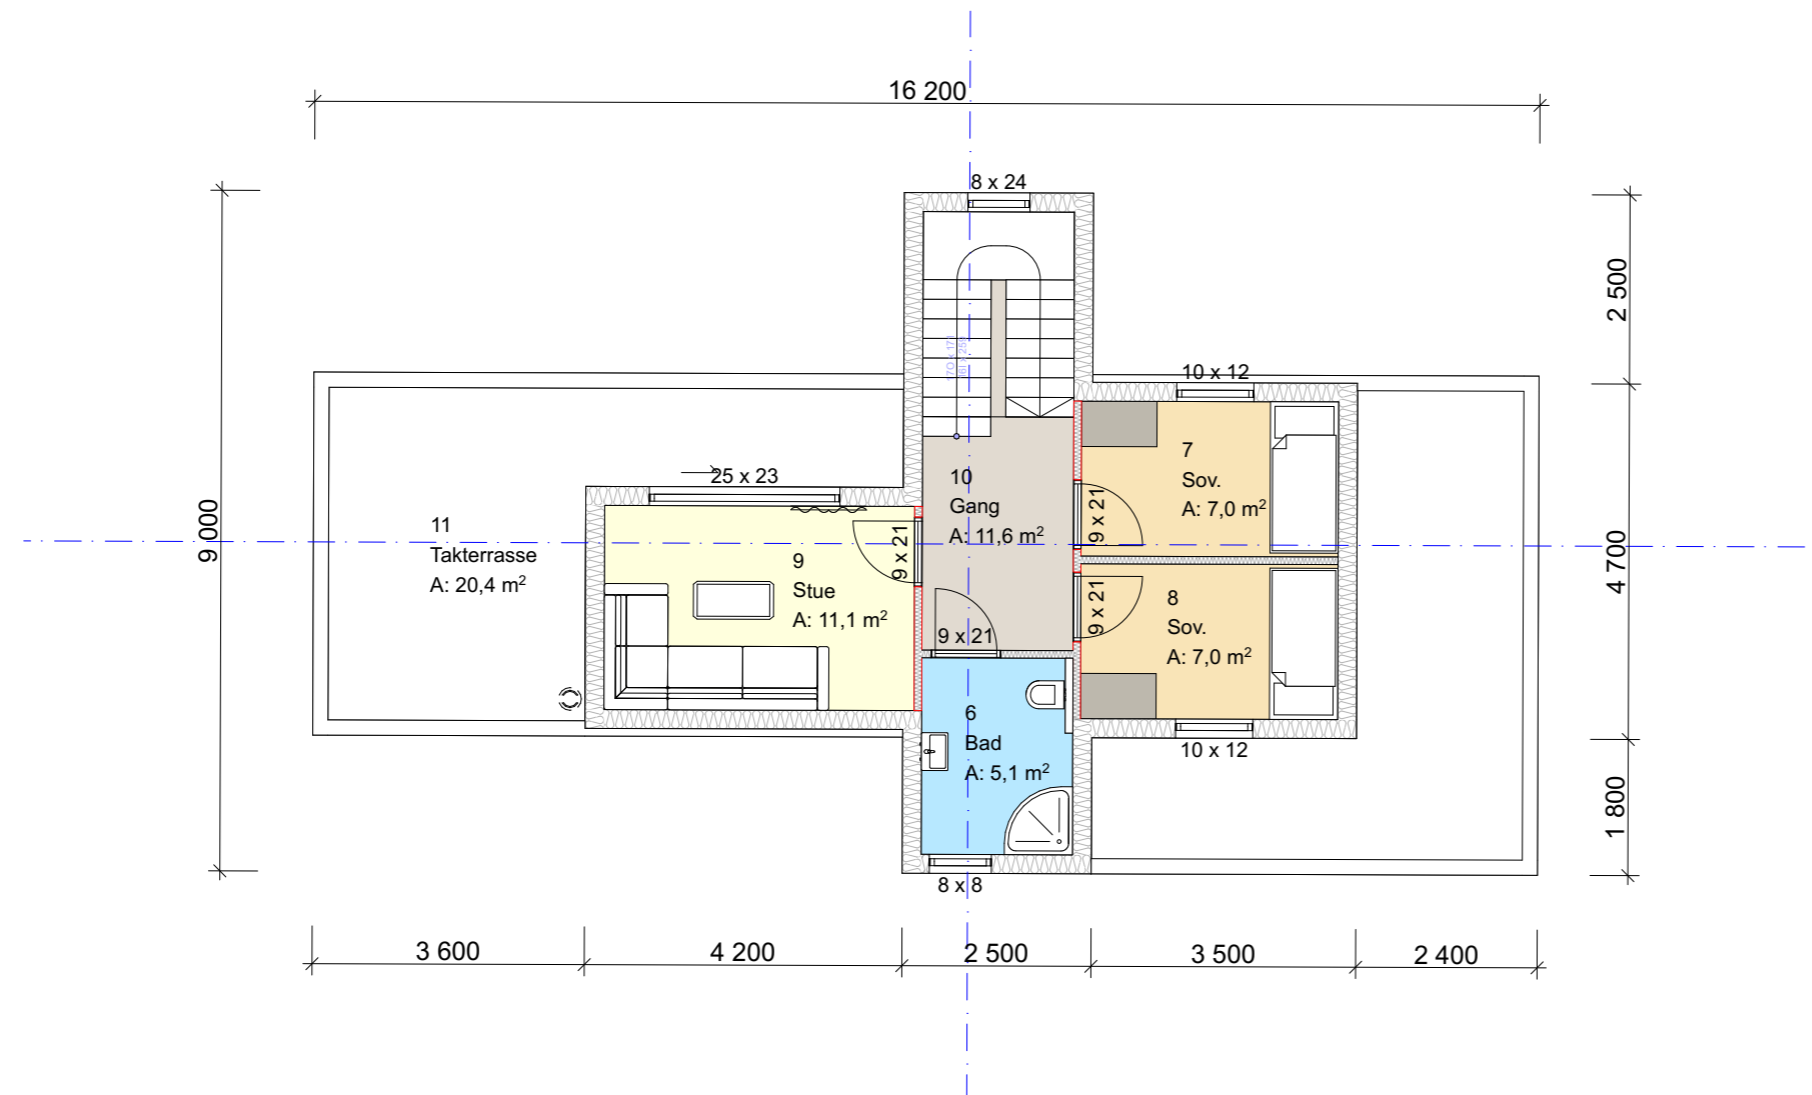 16 200
8 x 24
9 000
2 500
4 700
1 800
10 x 12
25 x 23
11
Takterrasse
A: 20,4 m²
9 x 21
9
Stue
A: 11,1 m²
10
Gang
A: 11,6 m²
9 x 21
7
Sov.
A: 7,0 m²
9 x 21
8
Sov.
A: 7,0 m²
9 x 21
6
Bad
A: 5,1 m²
10 x 12
8 x 8
3 600
4 200
2 500
3 500
2 400